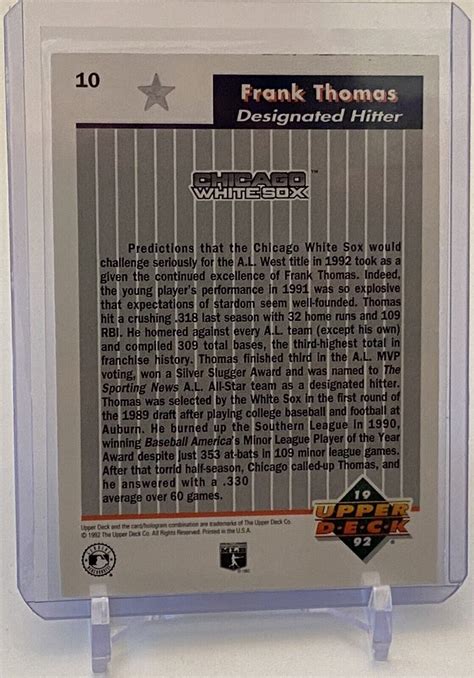 10
Frank Thomas
Designated Hitter
CHICAGO™
WHITE SOX
Predictions that the Chicago White Sox would
challenge seriously for the A.L. West title in 1992 took as a
given the continued excellence of Frank Thomas. Indeed,
the young player's performance in 1991 was so explosive
that expectations of stardom seem well-founded. Thomas
hit a crushing .318 last season with 32 home runs and 109
RBI. He homered against every A.L. team (except his own)
and compiled 309 total bases, the third-highest total in
franchise history. Thomas finished third in the A.L. MVP
voting, won a Silver Slugger Award and was named to The
Sporting News A.L. All-Star team as a designated hitter.
Thomas was selected by the White Sox in the first round of
the 1989 draft after playing college baseball and football at
Auburn. He burned up the Southern League in 1990,
winning Baseball America's Minor League Player of the Year
Award despite just 353 at-bats in 109 minor league games.
After that torrid half-season, Chicago called-up Thomas, and
he answered with a .330
average over 60 games.
Upper Deck and the card/hologram combination are trademarks of The Upper Deck Co.
© 1992 The Upper Deck Co. All Rights Reserved. Printed in the U.S.A.
19
UPPER
DECK
92